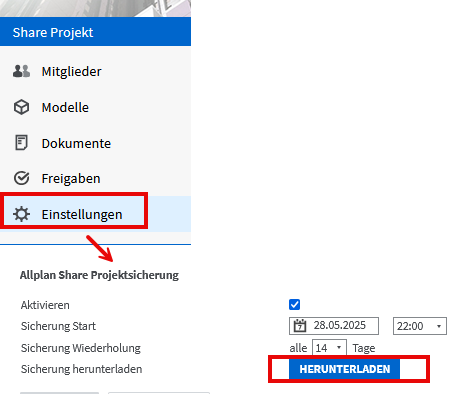 Share Projekt
Mitglieder
Modelle
Dokumente
Freigaben
Einstellungen
Allplan Share Projektsicherung
Aktivieren
Sicherung Start 7 28.05.2025 22:00
Sicherung Wiederholung alle 14 Tage
Sicherung herunterladen HERUNTERLADEN